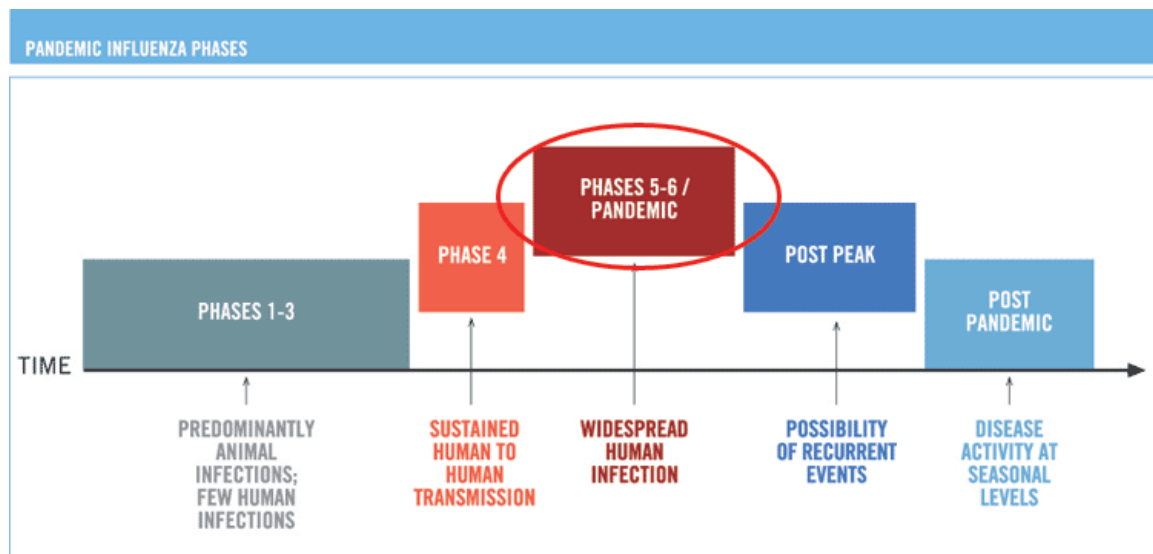 PANDEMIC INFLUENZA PHASES
PHASES 5-6 /
PANDEMIC
PHASE 4
POST PEAK
PHASES 1-3
POST
PANDEMIC
TIME
PREDOMINANTLY
ANIMAL
INFECTIONS;
FEW HUMAN
INFECTIONS
SUSTAINED
HUMAN TO
HUMAN
TRANSMISSION
WIDESPREAD
HUMAN
INFECTION
POSSIBILITY
OF RECURRENT
EVENTS
DISEASE
ACTIVITY AT
SEASONAL
LEVELS